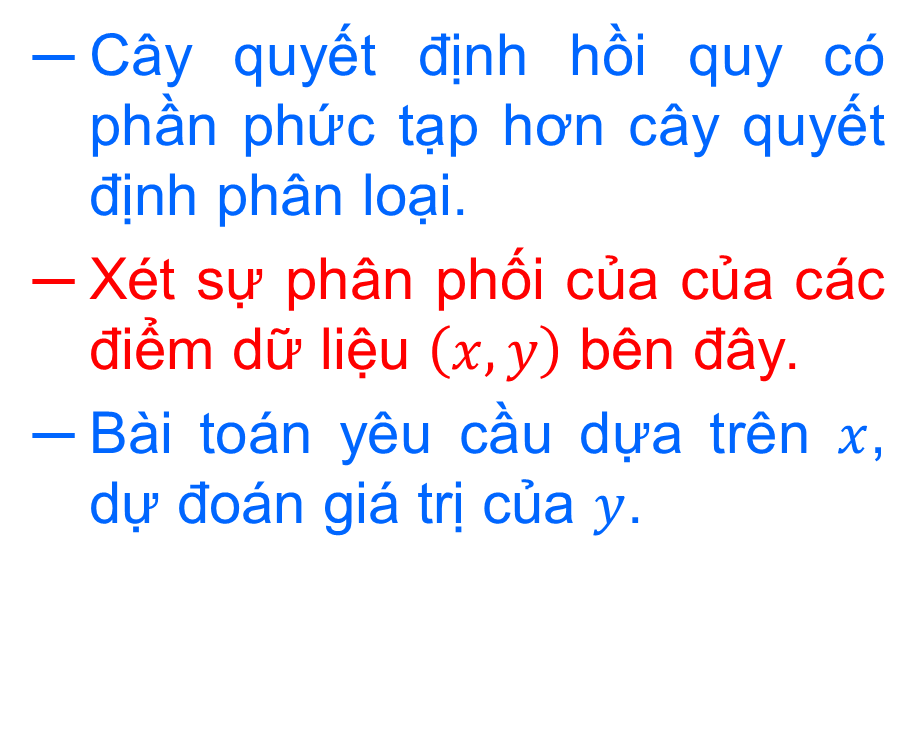 — Cây quyết định hồi quy có
phần phức tạp hơn cây quyết
định phân loại.
— Xét sự phân phối của của các
điểm dữ liệu (𝑥, 𝑦) bên đây.
— Bài toán yêu cầu dựa trên 𝑥,
dự đoán giá trị của 𝑦.